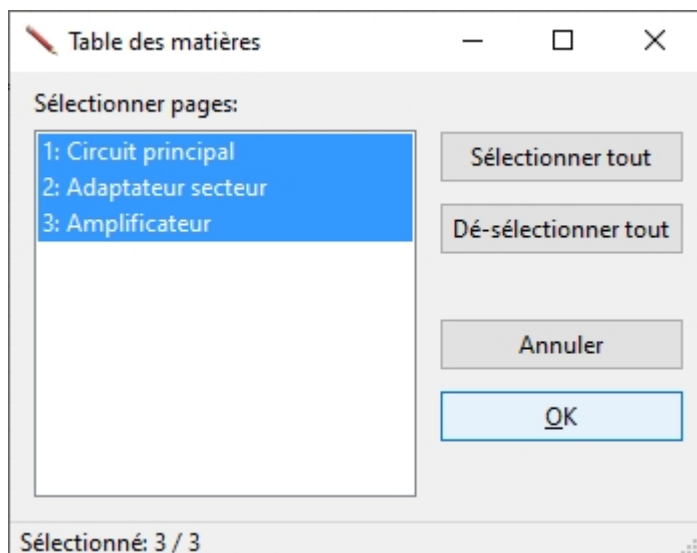 Table des matières
Sélectionner pages:
1: Circuit principal
2: Adaptateur secteur
3: Amplificateur
Sélectionner tout
Dé-sélectionner tout
Annuler
OK
Sélectionné: 3 / 3